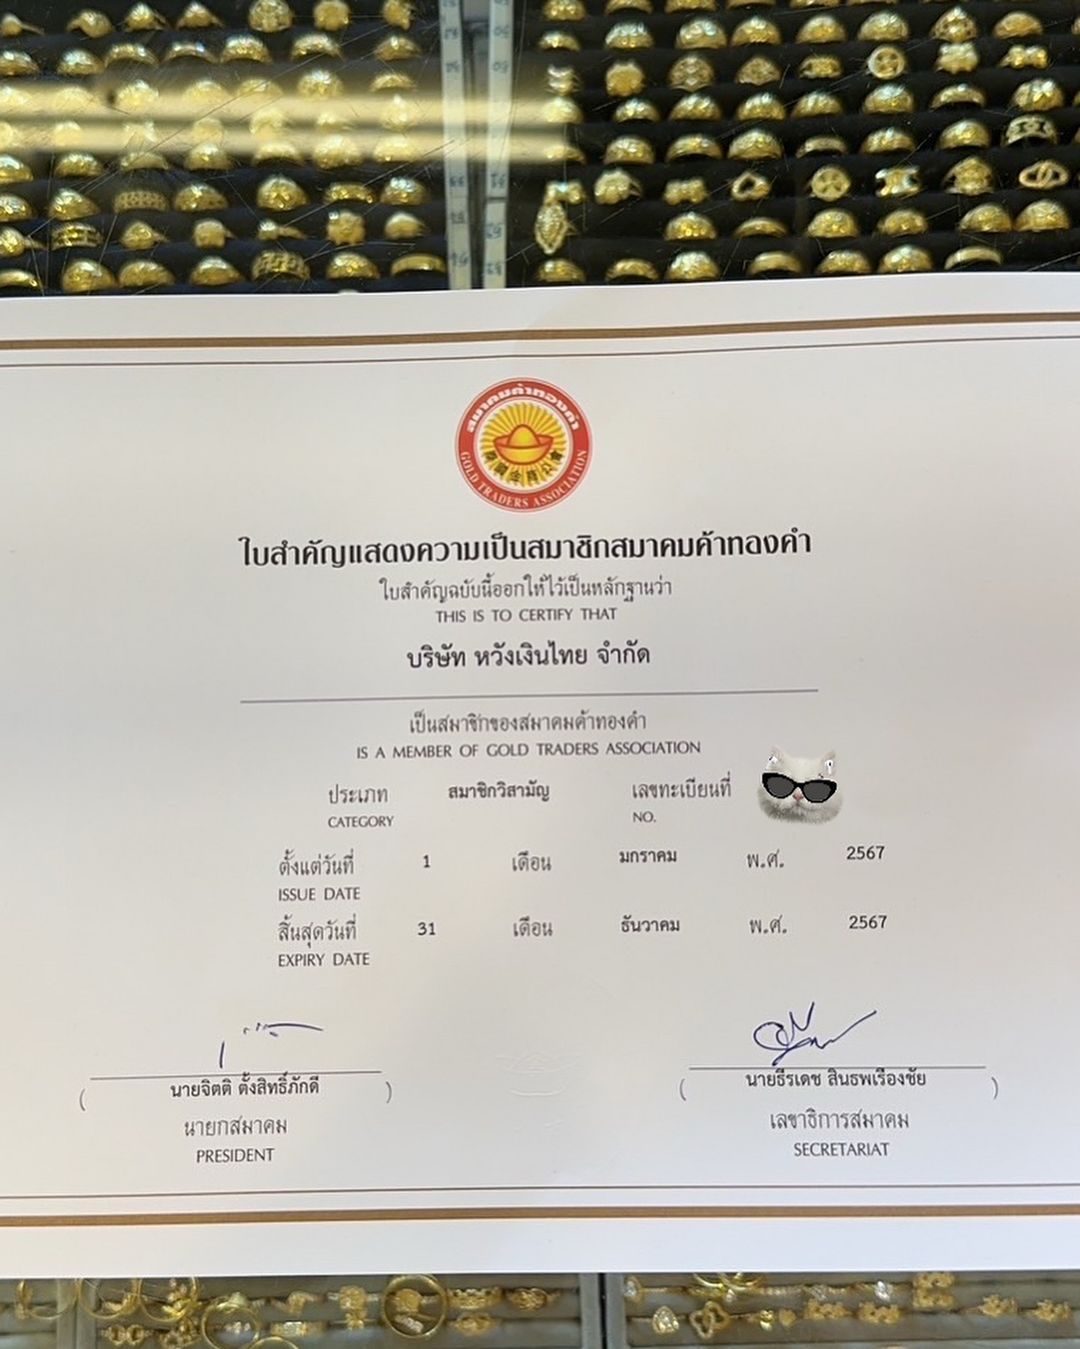 สมาคมค้าทองคำ
GOLD TRADERS ASSOCIATION
ใบสำคัญแสดงความเป็นสมาชิกสมาคมค้าทองคำ
ใบสำคัญฉบับนี้ออกให้ไว้เป็นหลักฐานว่า
THIS IS TO CERTIFY THAT
บริษัท หวังเงินไทย จำกัด
เป็นสมาชิกของสมาคมค้าทองคำ
IS A MEMBER OF GOLD TRADERS ASSOCIATION
ประเภท สมาชิกวิสามัญ เลขทะเบียนที่
CATEGORY NO.
ตั้งแต่วันที่ 1 เดือน มกราคม พ.ศ. 2567
ISSUE DATE
สิ้นสุดวันที่ 31 เดือน ธันวาคม พ.ศ. 2567
EXPIRY DATE
( นายจิตติ ตั้งสิทธิ์ภักดี ) ( นายธีรเดช สินธพเรืองชัย )
นายกสมาคม เลขาธิการสมาคม
PRESIDENT SECRETARIAT